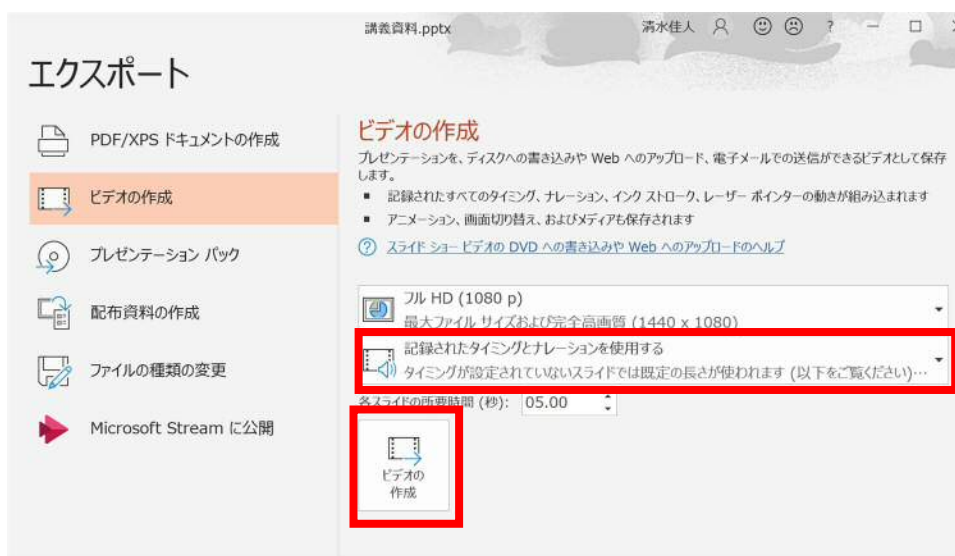 講義資料.pptx
清水佳人
?
エクスポート
PDF/XPS ドキュメントの作成
ビデオの作成
プレゼンテーション パック
配布資料の作成
ファイルの種類の変更
Microsoft Stream に公開
ビデオの作成
プレゼンテーションを、ディスクへの書き込みや Web へのアップロード、電子メールでの送信ができるビデオとして保存
します。
▪ 記録されたすべてのタイミング、ナレーション、インク ストローク、レーザー ポインターの動きが組み込まれます
▪ アニメーション、画面切り替え、およびメディアも保存されます
? スライド ショー ビデオの DVD への書き込みや Web へのアップロードのヘルプ
フル HD (1080 p)
最大ファイル サイズおよび完全高画質 (1440 x 1080)
記録されたタイミングとナレーションを使用する
タイミングが設定されていないスライドでは既定の長さが使われます (以下をご覧ください)…
各スライドの所要時間 (秒): 05.00
ビデオの
作成